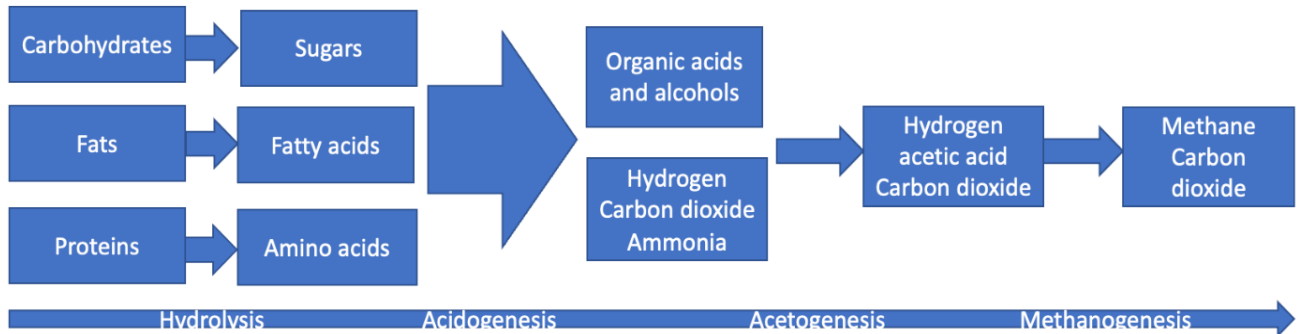 Carbohydrates
Sugars
Fats
Fatty acids
Proteins
Amino acids
Organic acids
and alcohols
Hydrogen
Carbon dioxide
Ammonia
Hydrogen
acetic acid
Carbon dioxide
Methane
Carbon
dioxide
Hydrolysis
Acidogenesis
Acetogenesis
Methanogenesis